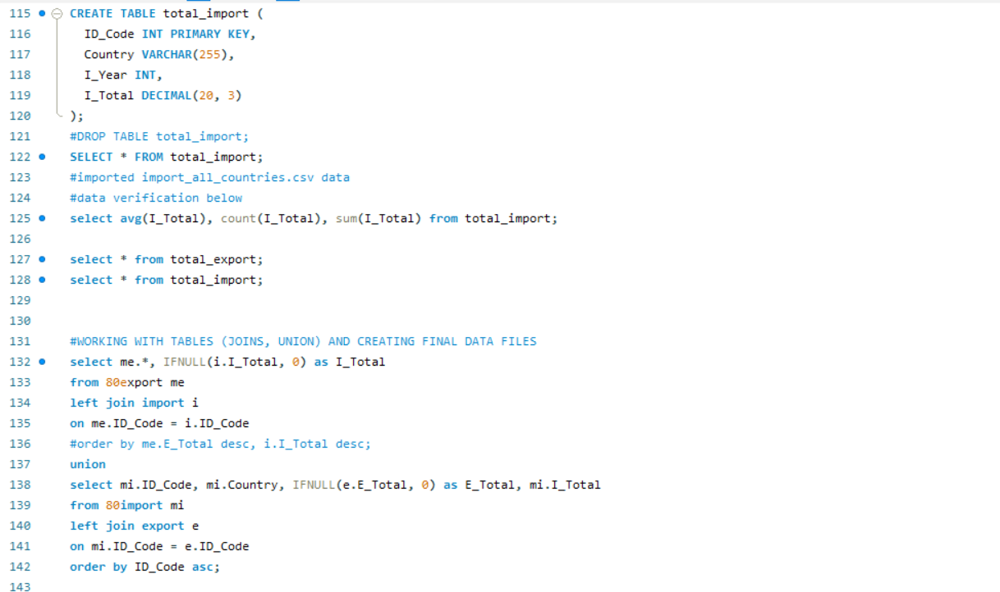 115 CREATE TABLE total_import (
116 ID_Code INT PRIMARY KEY,
117 Country VARCHAR(255),
118 I_Year INT,
119 I_Total DECIMAL(20, 3)
120 );
121 #DROP TABLE total_import;
122 SELECT * FROM total_import;
123 #imported import_all_countries.csv data
124 #data verification below
125 select avg(I_Total), count(I_Total), sum(I_Total) from total_import;
126
127 select * from total_export;
128 select * from total_import;
129
130
131 #WORKING WITH TABLES (JOINS, UNION) AND CREATING FINAL DATA FILES
132 select me.*, IFNULL(i.I_Total, 0) as I_Total
133 from 80export me
134 left join import i
135 on me.ID_Code = i.ID_Code
136 #order by me.E_Total desc, i.I_Total desc;
137 union
138 select mi.ID_Code, mi.Country, IFNULL(e.E_Total, 0) as E_Total, mi.I_Total
139 from 80import mi
140 left join export e
141 on mi.ID_Code = e.ID_Code
142 order by ID_Code asc;
143